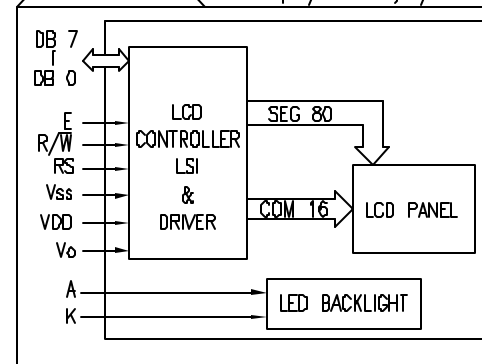 DB 7
DB 0
E
R/W̅
RS
Vss
VDD
Vo
A
K
LCD
CONTROLLER
LSI
&
DRIVER
SEG 80
COM 16
LCD PANEL
LED BACKLIGHT